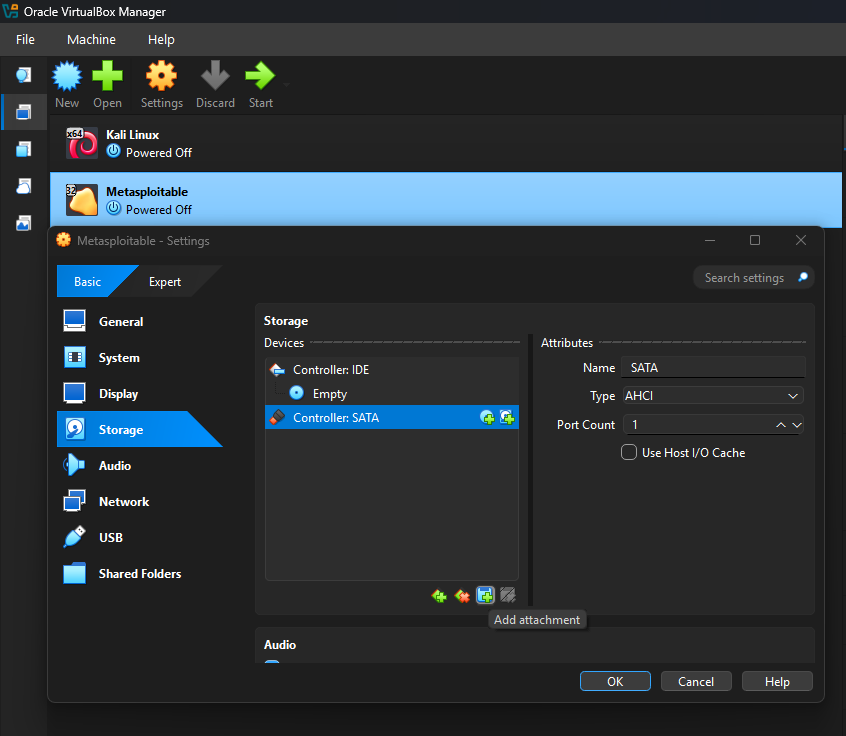 Oracle VirtualBox Manager
File Machine Help
New Open Settings Discard Start
x64
Kali Linux
Powered Off
32
Metasploitable
Powered Off
Metasploitable - Settings
Basic Expert
Search settings
General
System
Display
Storage
Audio
Network
USB
Shared Folders
Storage
Devices
Controller: IDE
Empty
Controller: SATA
Attributes
Name SATA
Type AHCI
Port Count 1
Use Host I/O Cache
Add attachment
Audio
OK Cancel Help